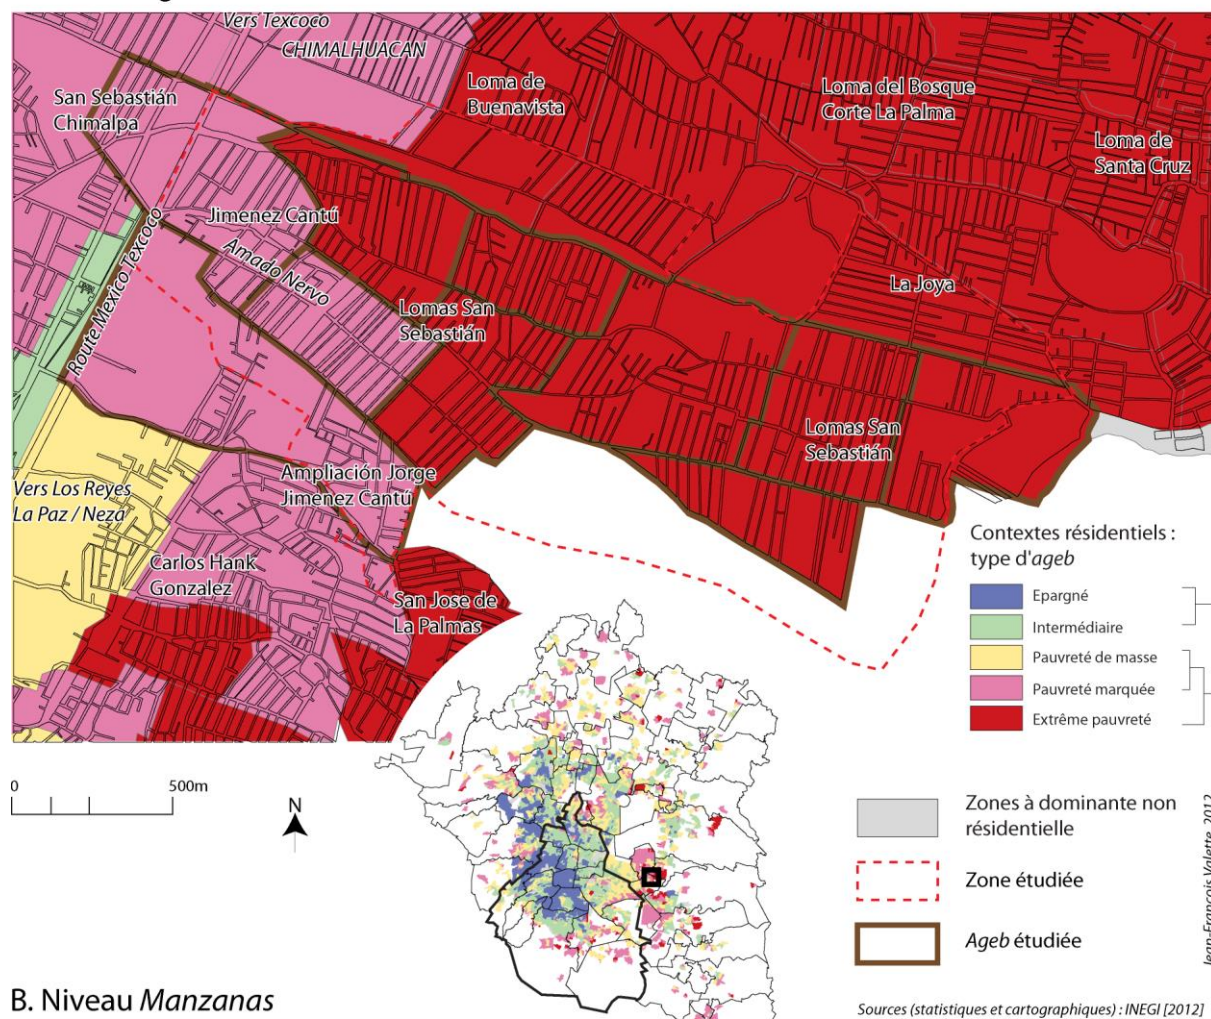 Vers Texcoco
CHIMALHUACAN
San Sebastián
Chimalpa
Loma de
Buenavista
Loma del Bosque
Corte La Palma
Loma de
Santa Cruz
Jimenez Cantú
Amado Nervo
Route Mexico Texcoco
La Joya
Lomas San
Sebastián
Lomas San
Sebastián
Ampliación Jorge
Jimenez Cantú
Vers Los Reyes
La Paz / Neza
Carlos Hank
Gonzalez
San Jose de
La Palmas
Contextes résidentiels :
type d'ageb
Epargné
Intermédiaire
Pauvreté de masse
Pauvreté marquée
Extrême pauvreté
0 500m
N
Zones à dominante non
résidentielle
Zone étudiée
Ageb étudiée
Jean-François Valette, 2012
B. Niveau Manzanas
Sources (statistiques et cartographiques) : INEGI [2012]